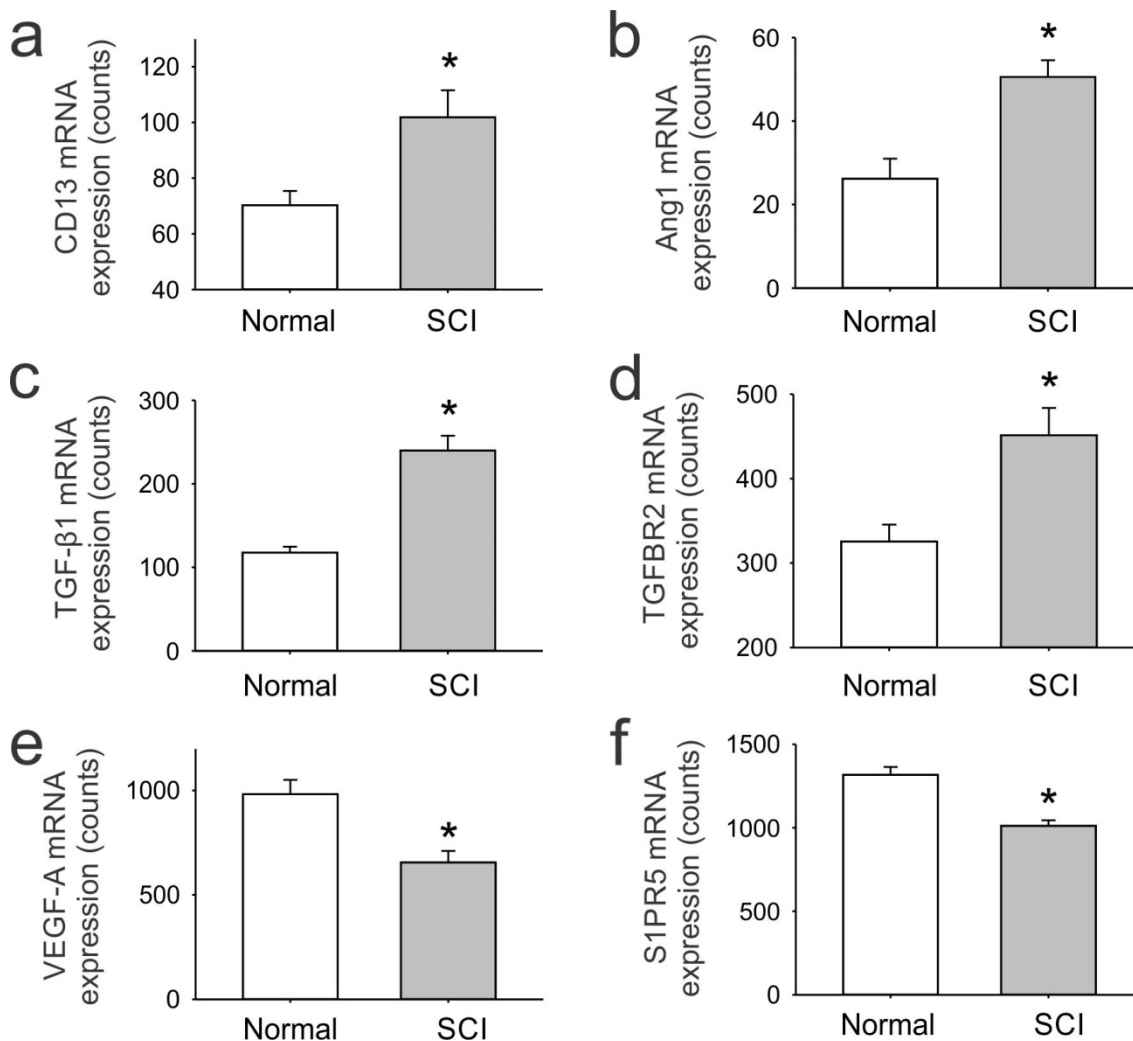 a
CD13 mRNA
expression (counts)
120
100
80
60
40
*
Normal SCI
b
Ang1 mRNA
expression (counts)
60
40
20
0
*
Normal SCI
c
TGF-β1 mRNA
expression (counts)
300
200
100
0
*
Normal SCI
d
TGFBR2 mRNA
expression (counts)
500
400
300
200
*
Normal SCI
e
VEGF-A mRNA
expression (counts)
1000
500
0
*
Normal SCI
f
S1PR5 mRNA
expression (counts)
1500
1000
500
0
*
Normal SCI